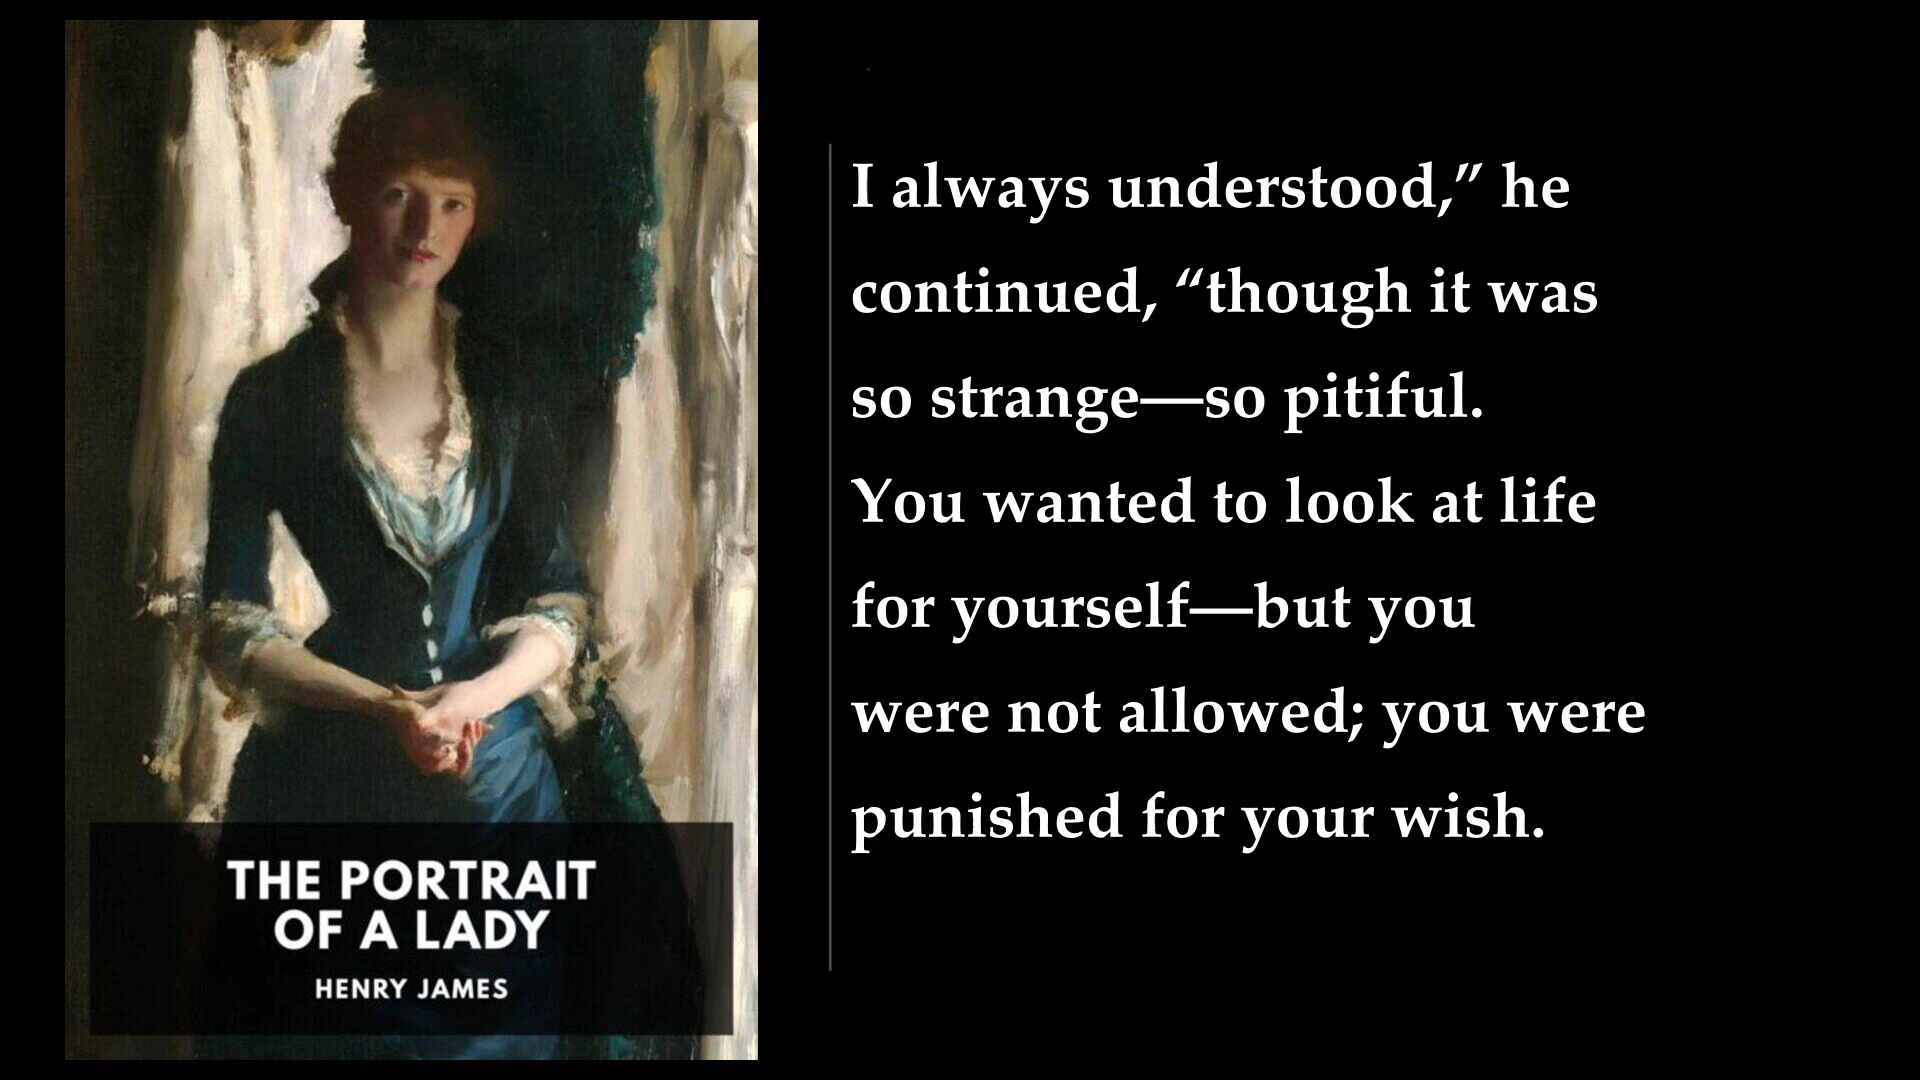 THE PORTRAIT
OF A LADY
HENRY JAMES
I always understood,” he
continued, “though it was
so strange—so pitiful.
You wanted to look at life
for yourself—but you
were not allowed; you were
punished for your wish.